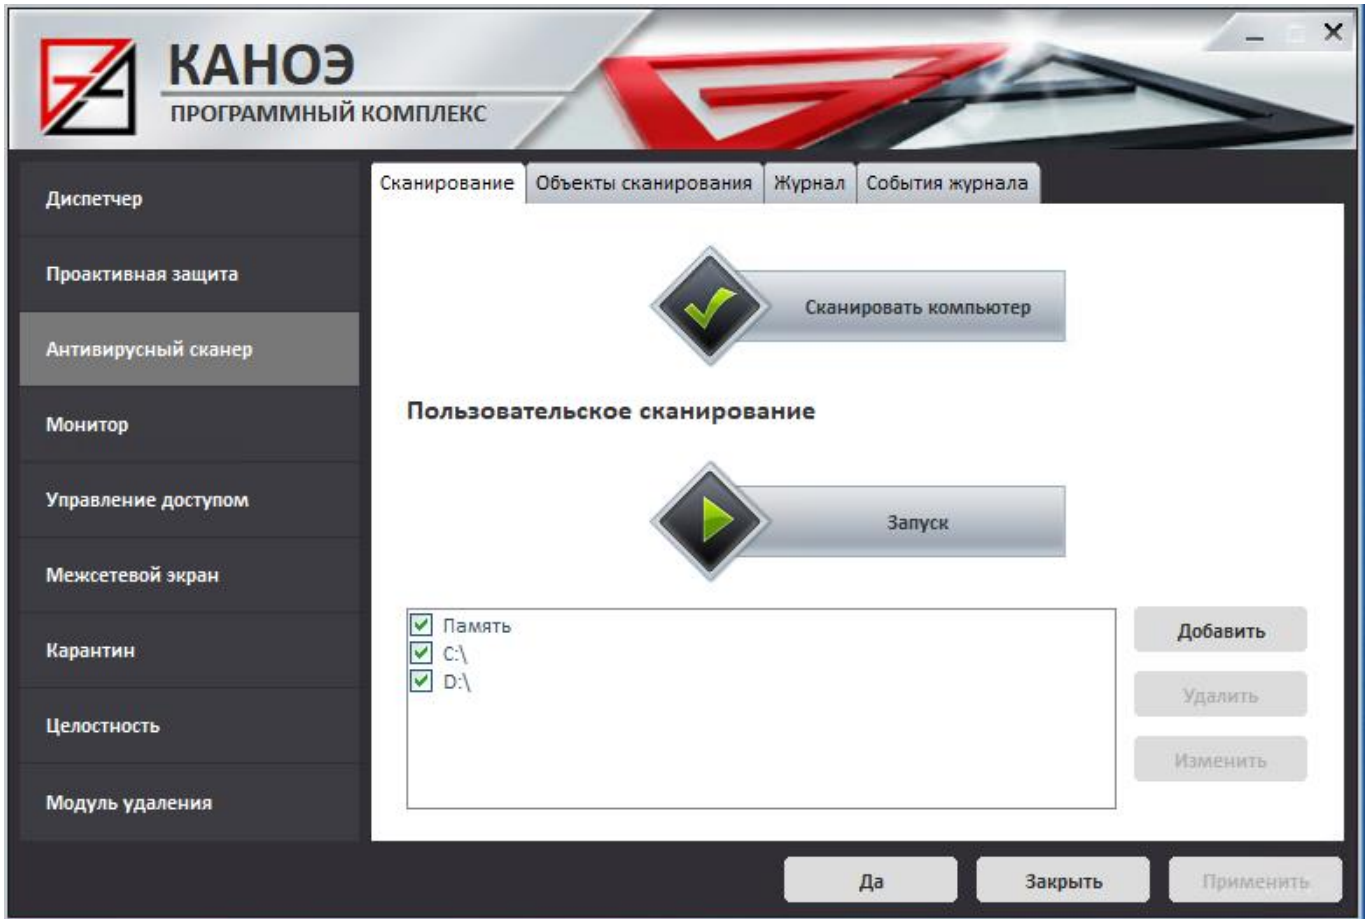 КАНОЭ
ПРОГРАММНЫЙ КОМПЛЕКС
Диспетчер
Проактивная защита
Антивирусный сканер
Монитор
Управление доступом
Межсетевой экран
Карантин
Целостность
Модуль удаления
Сканирование
Объекты сканирования
Журнал
События журнала
Сканировать компьютер
Пользовательское сканирование
Запуск
Память
C:\
D:\
Добавить
Удалить
Изменить
Да
Закрыть
Применить